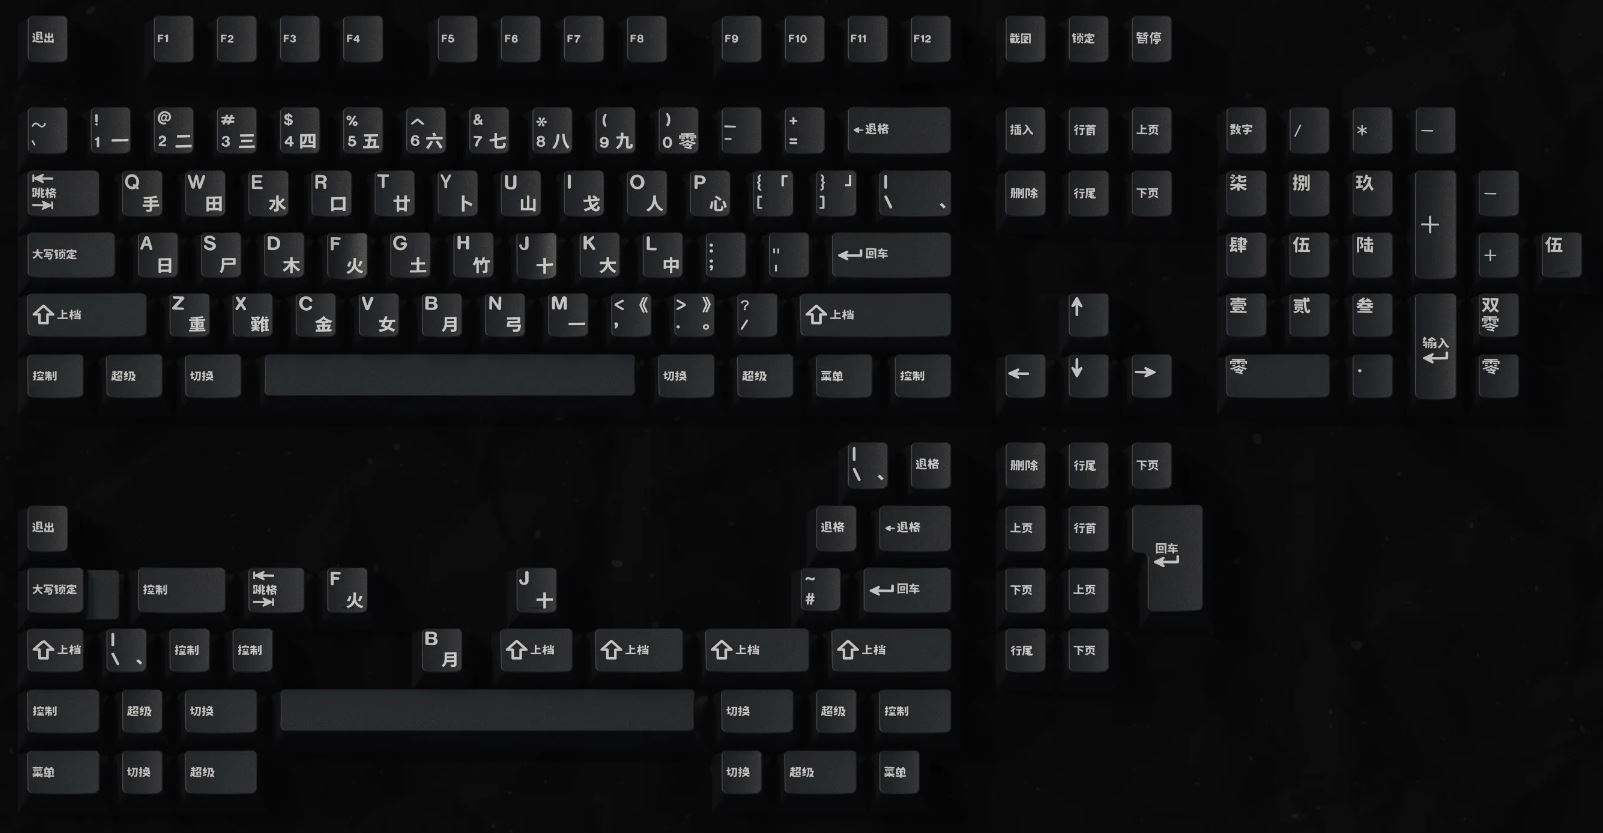 退出 F1 F2 F3 F4 F5 F6 F7 F8 F9 F10 F11 F12 截图 锁定 暂停
~ ! @ # $ % ^ & * ( ) — +
、 1 一 2 二 3 三 4 四 5 五 6 六 7 七 8 八 9 九 0 零 - = ←退格 插入 行首 上页 数字 / * —
⇤ Q W E R T Y U I O P { 「 } 」 | 柒 捌 玖
跳格 删除 行尾 下页 + —
⇥ 手 田 水 口 廿 卜 山 戈 人 心 [ ] \ 、
A S D F G H J K L : " 肆 伍 陆 伍
大写锁定 ↵回车 +
日 尸 木 火 土 竹 十 大 中 ; '
Z X C V B N M < 《 > 》 ? ↑ 壹 贰 叁 双
⇧上档 ⇧上档
重 難 金 女 月 弓 一 , . 。 / 零
输入
↵
控制 超级 切换 切换 超级 菜单 控制 ← ↓ → 零 . 零
| 退格 删除 行尾 下页
\ 、
退出 退格 ←退格 上页 行首 回车
↵
大写锁定 控制 ⇤ F J ~ ↵回车 下页 上页
跳格
⇥ 火 十 #
⇧上档 | 控制 控制 B ⇧上档 ⇧上档 ⇧上档 ⇧上档 行尾 下页
\ 、 月
控制 超级 切换 切换 超级 控制
菜单 切换 超级 切换 超级 菜单